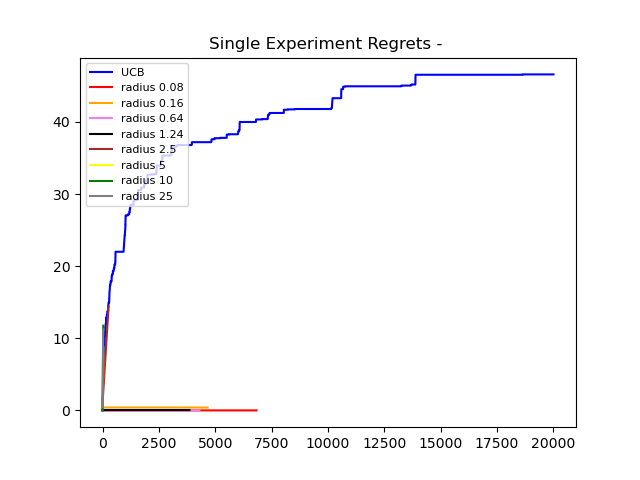 Single Experiment Regrets -
UCB
radius 0.08
radius 0.16
radius 0.64
radius 1.24
radius 2.5
radius 5
radius 10
radius 25
40
30
20
10
0
0 2500 5000 7500 10000 12500 15000 17500 20000